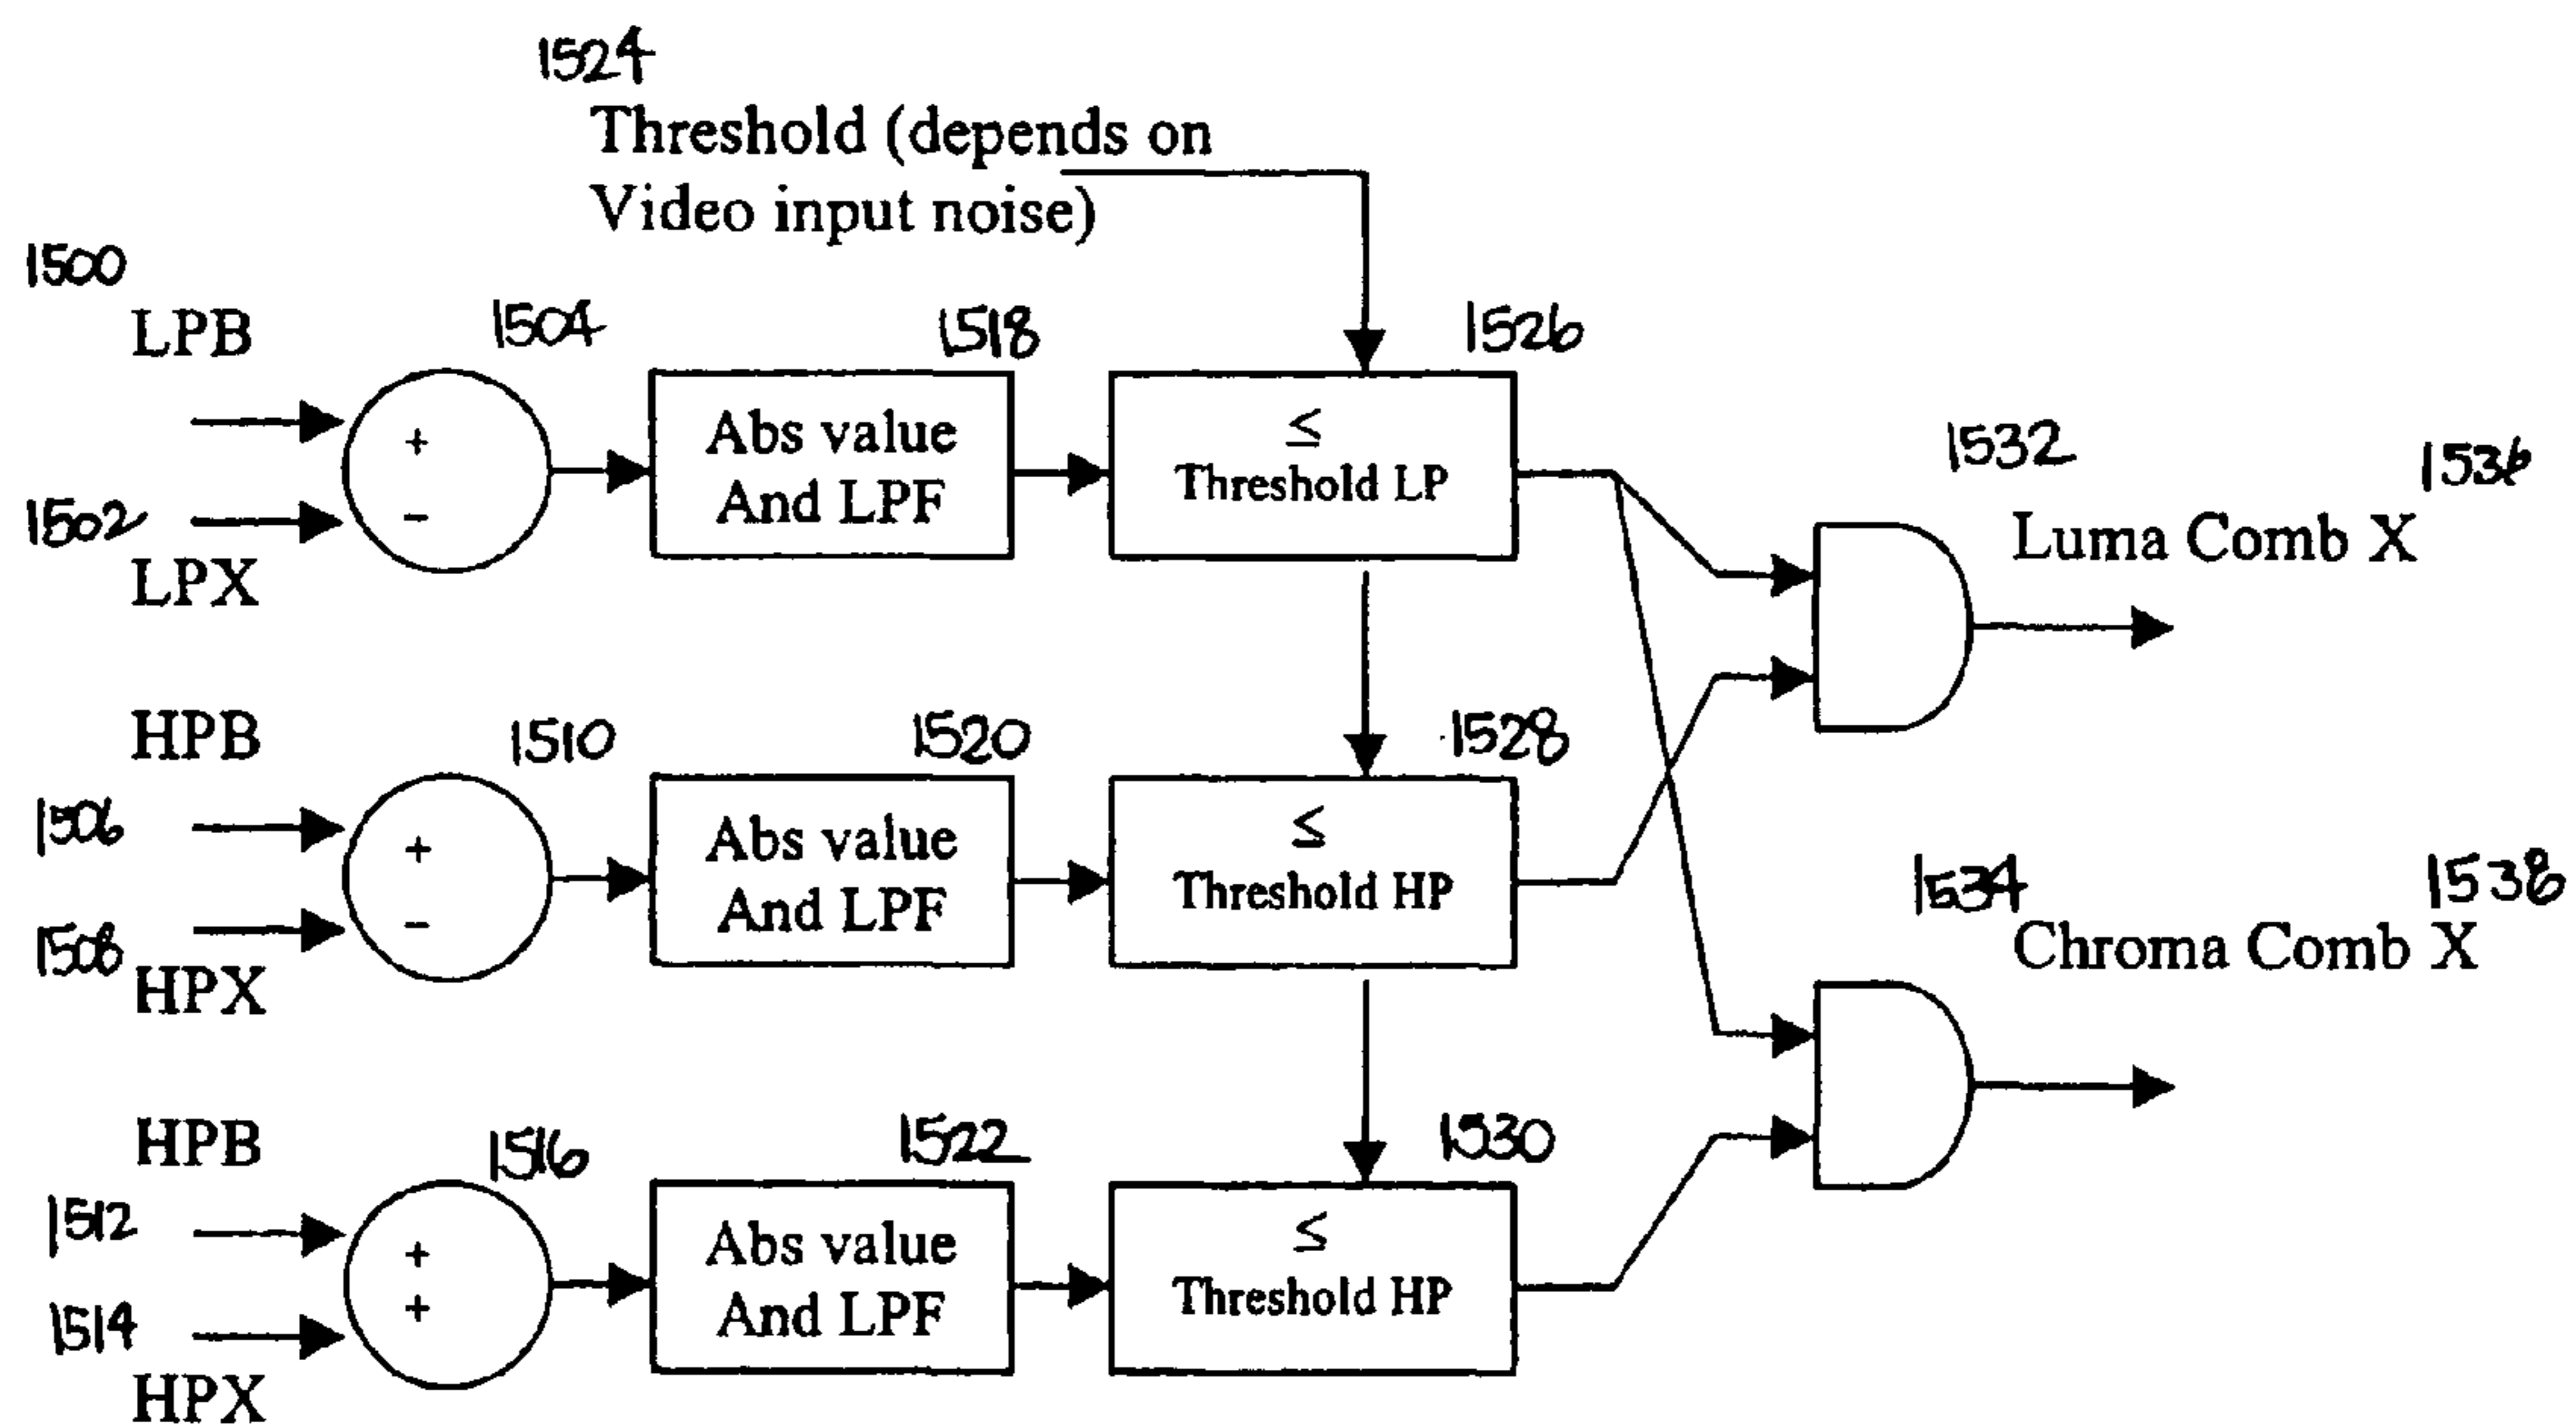 1524
Threshold (depends on
Video input noise)
1500
LPB
1504
1518
1526
+
−
Abs value
And LPF
≤
Threshold LP
1502
LPX
1532
1536
Luma Comb X
HPB
1510
1520
1528
1506
+
−
Abs value
And LPF
≤
Threshold HP
1508
HPX
1534
1538
Chroma Comb X
HPB
1516
1522
1530
1512
+
+
Abs value
And LPF
≤
Threshold HP
1514
HPX